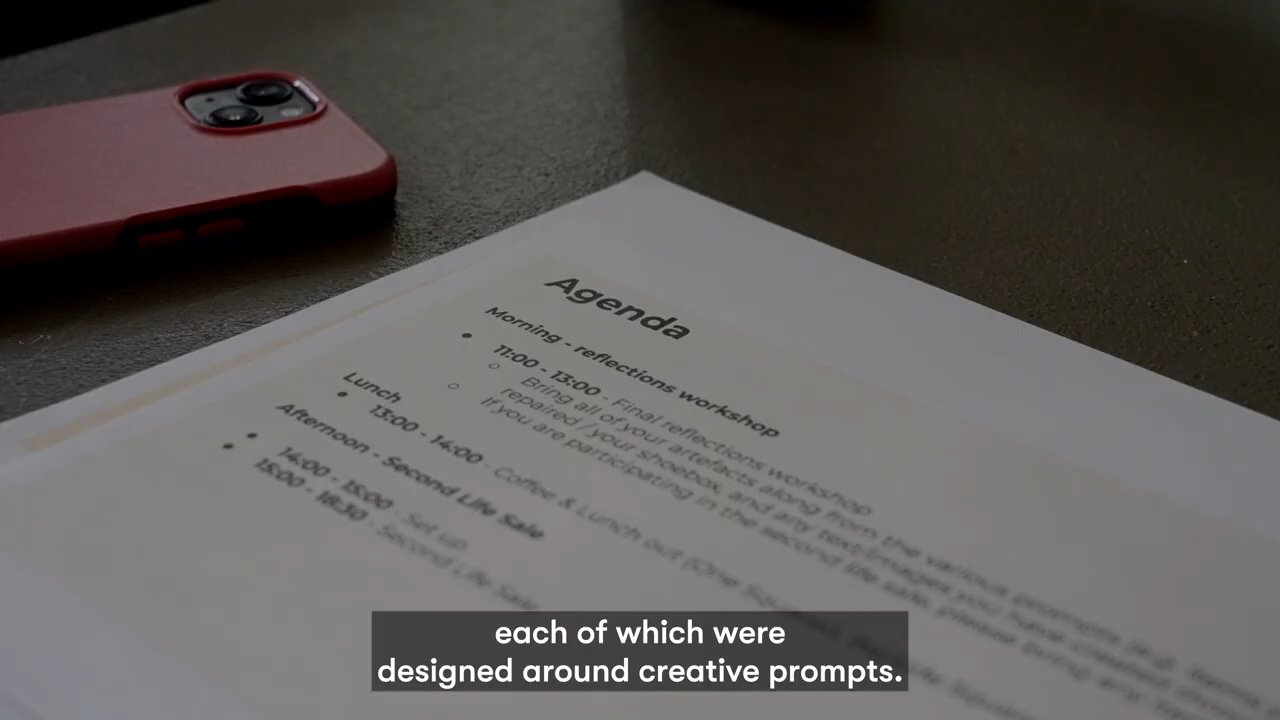 Agenda
Morning - reflections workshop
11:00 - 13:00 - Final reflections workshop
Bring all of your artefacts along from the various prompts (e.g. items
repaired / your shoebox, and any text/images you have created
If you are participating in the second life sale, please bring any
Lunch
13:00 - 14:00 - Coffee & Lunch out (One
Afternoon - Second Life Sale
14:00 - 15:00 - Set up
15:00 - 18:30 - Second Life Sale
each of which were
designed around creative prompts.